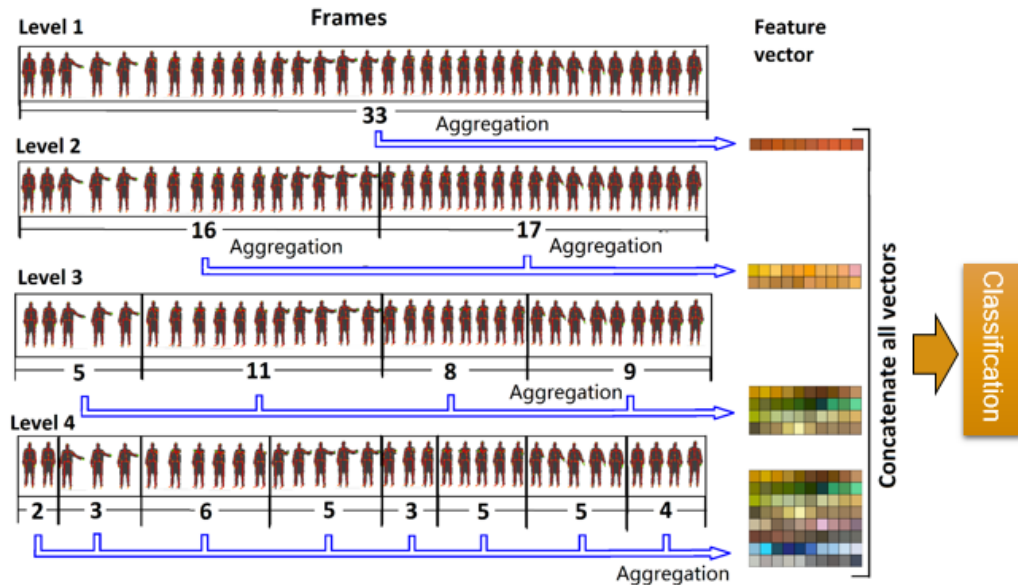 Frames
Level 1
Feature
vector
33
Aggregation
Level 2
16
17
Aggregation
Aggregation
Level 3
5
11
8
9
Aggregation
Level 4
2
3
6
5
3
5
5
4
Aggregation
Concatenate all vectors
Classification